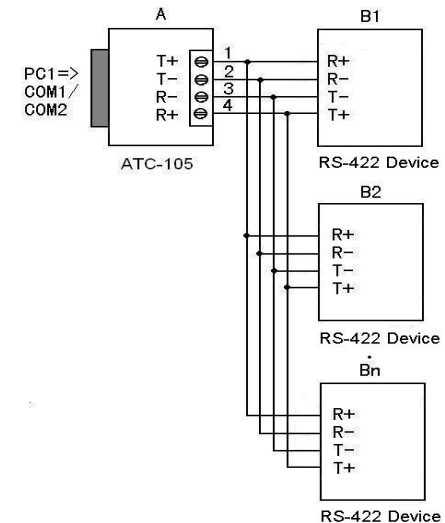 A
B1
T+
T-
R-
R+
1
2
3
4
R+
R-
T-
T+
PC1=>
COM1/
COM2
ATC-105
RS-422 Device
B2
R+
R-
T-
T+
RS-422 Device
Bn
R+
R-
T-
T+
RS-422 Device